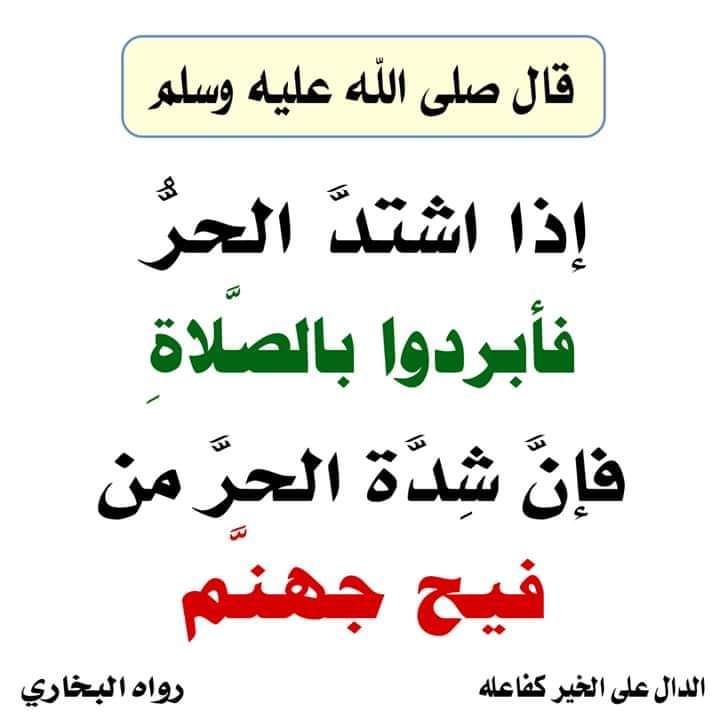 قال صلى الله عليه وسلم
إذا اشتدَّ الحرُّ
فأبردوا بالصَّلاةِ
فإنَّ شِدَّة الحرَّ من
فيح جهنَّم
الدال على الخير كفاعله
رواه البخاري